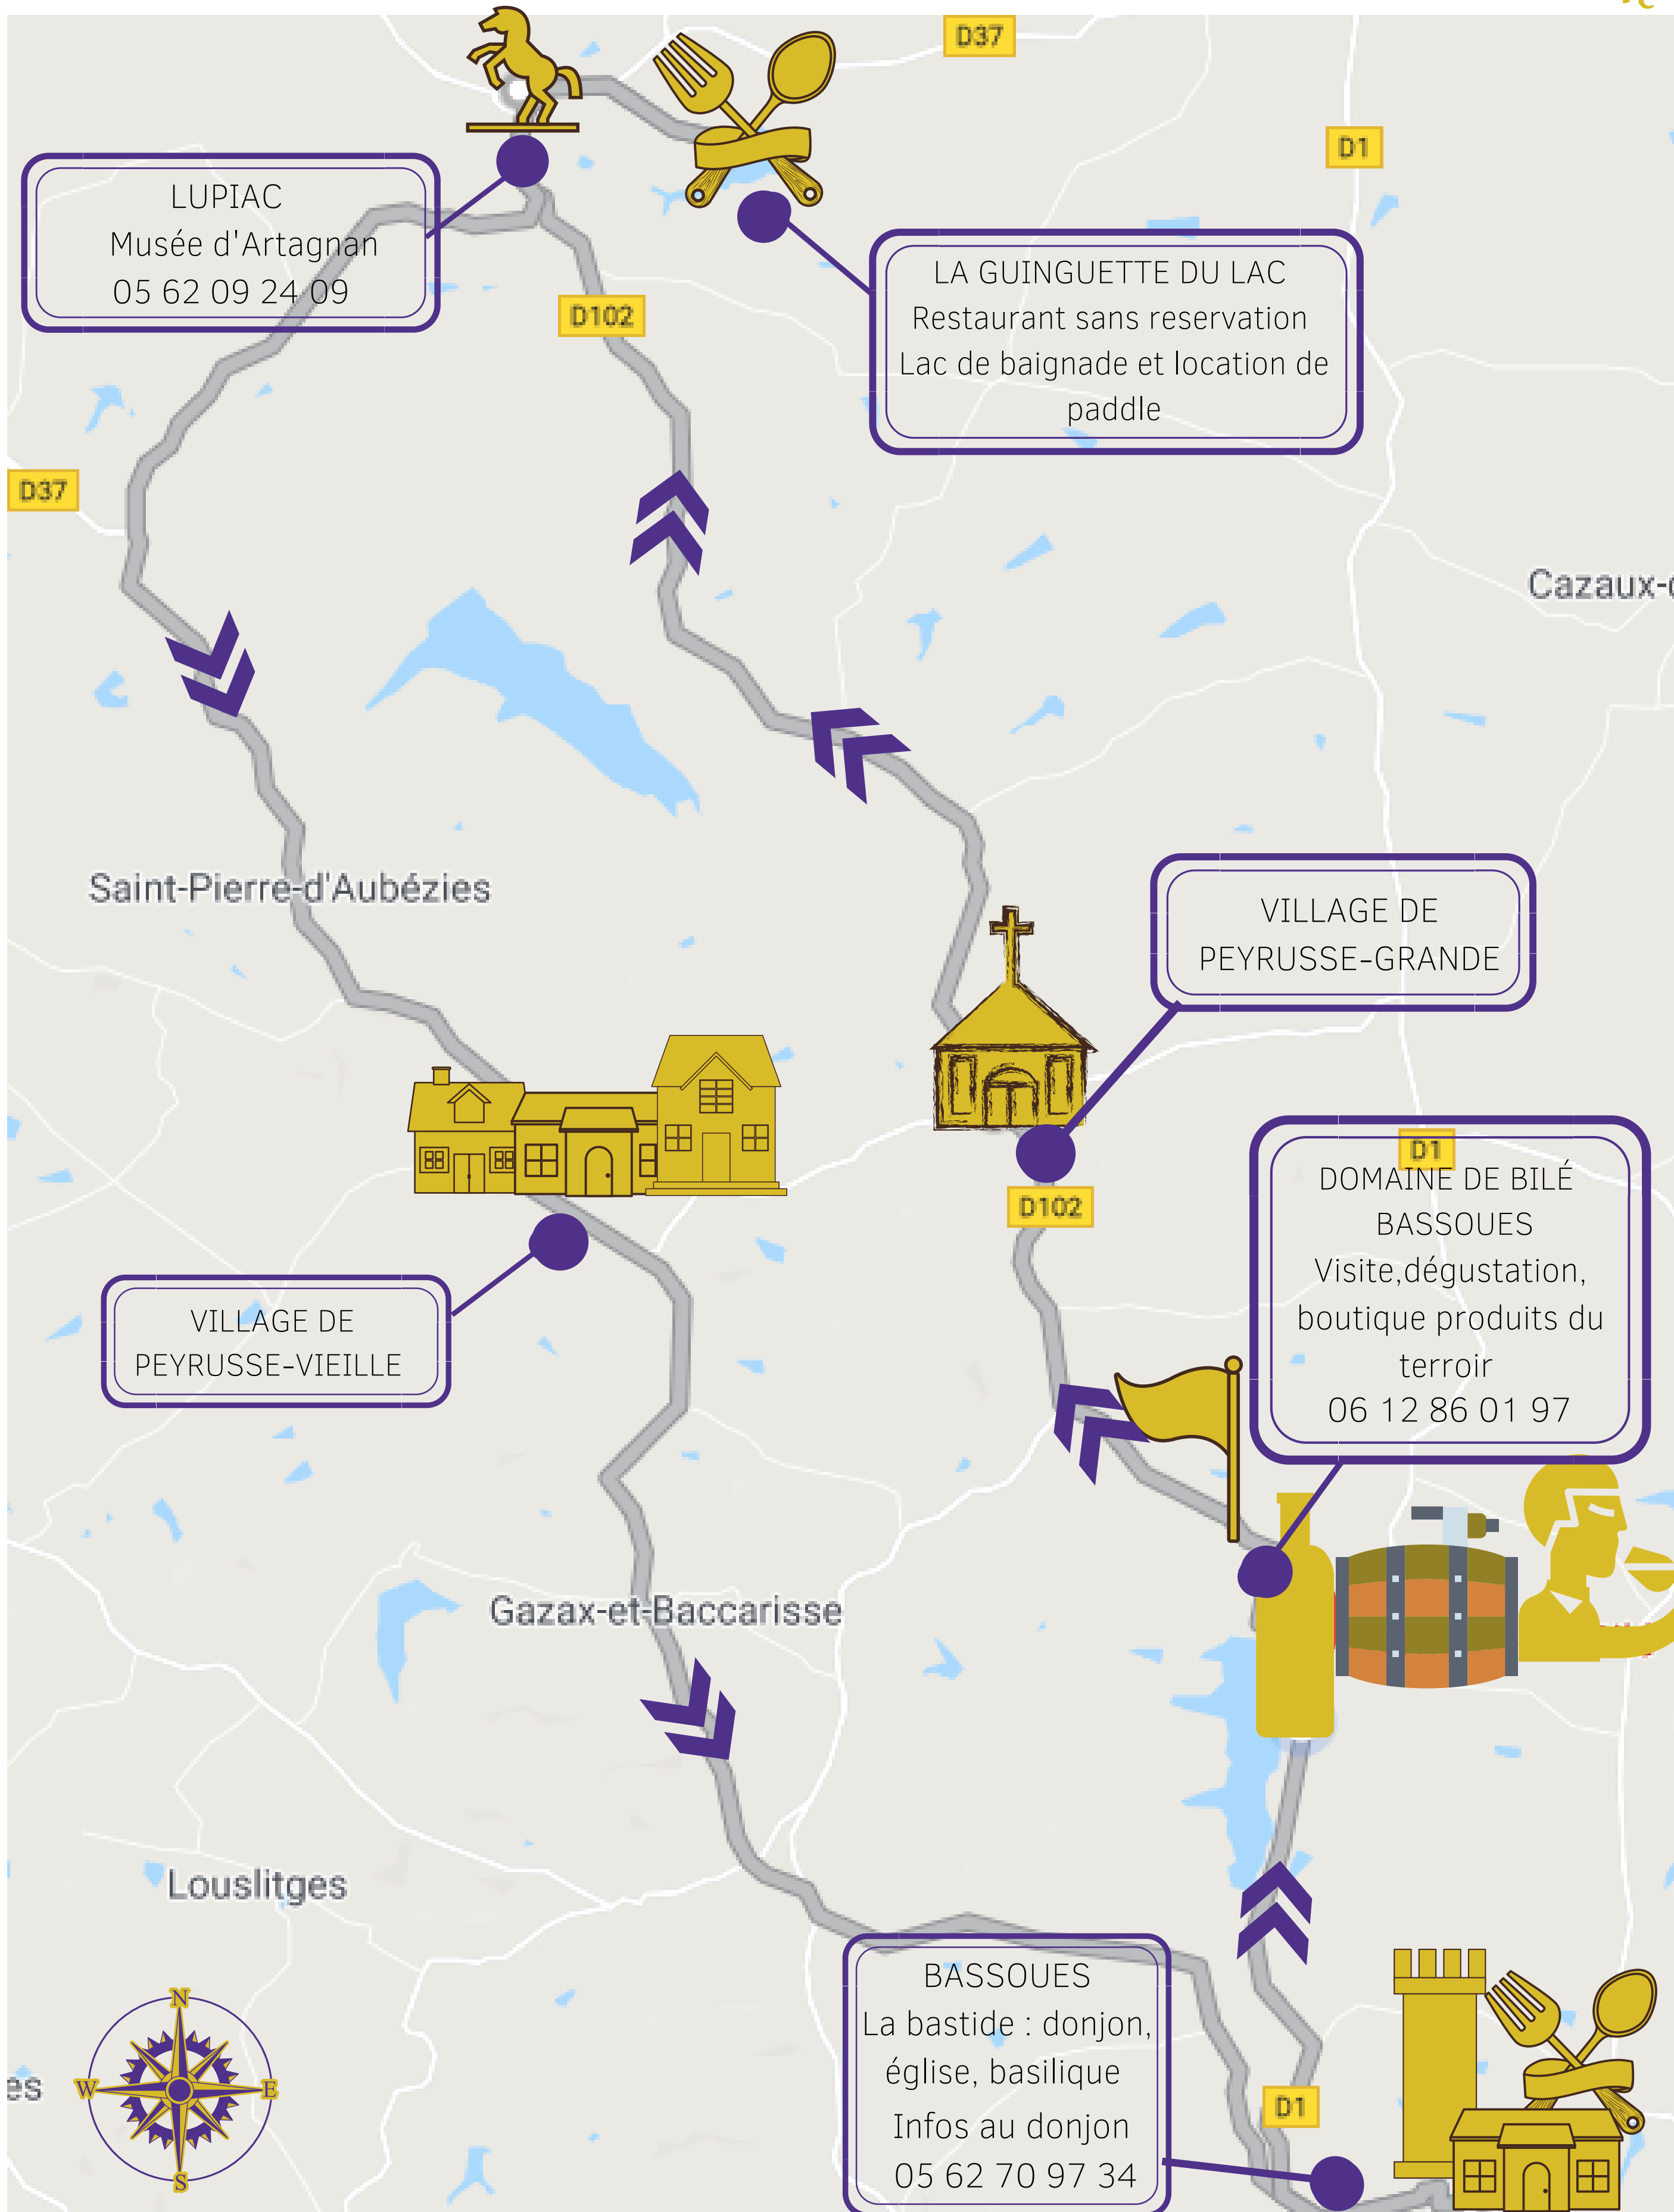 D37
D1
LUPIAC
Musée d'Artagnan
05 62 09 24 09
LA GUINGUETTE DU LAC
Restaurant sans reservation
Lac de baignade et location de
paddle
D102
D37
Cazaux-
Saint-Pierre-d'Aubézies
VILLAGE DE
PEYRUSSE-GRANDE
D1
DOMAINE DE BILÉ
BASSOUES
Visite,dégustation,
boutique produits du
terroir
06 12 86 01 97
D102
VILLAGE DE
PEYRUSSE-VIEILLE
Gazax-et-Baccarisse
Louslitges
BASSOUES
La bastide : donjon,
église, basilique
Infos au donjon
05 62 70 97 34
D1
es
N
W
E
S